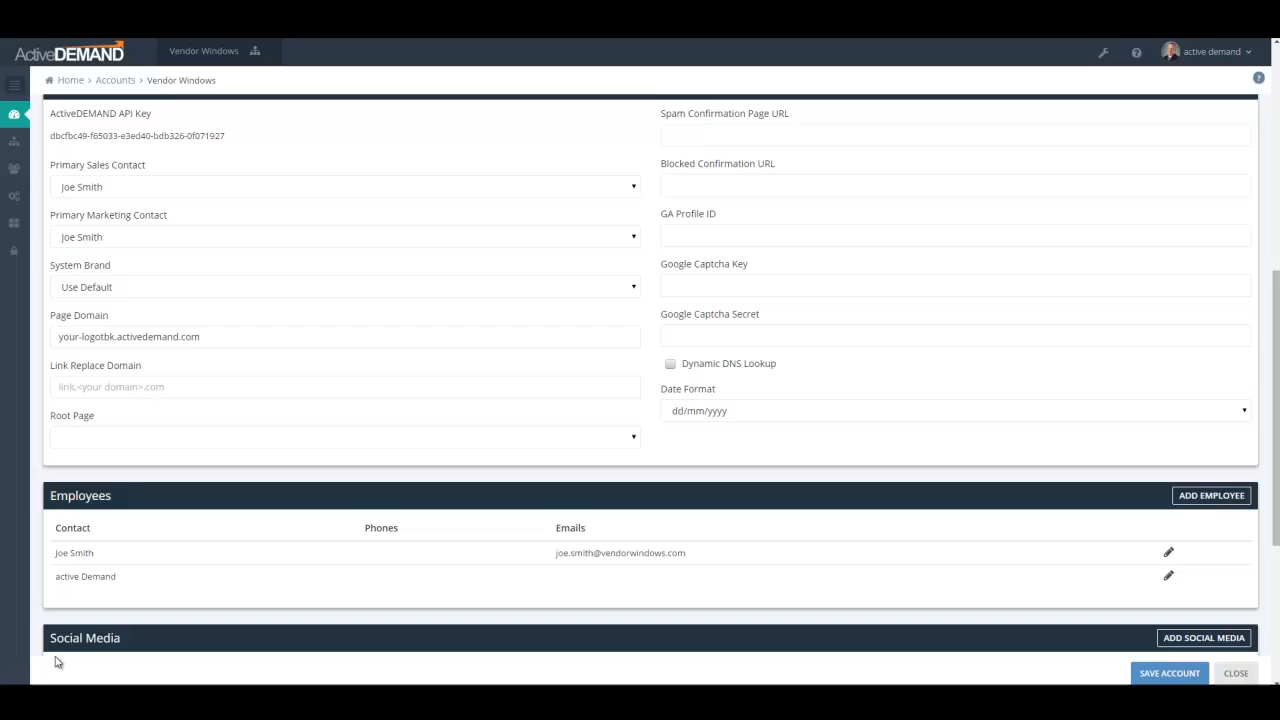 ActiveDEMAND
Vendor Windows
active demand
Home > Accounts > Vendor Windows
ActiveDEMAND API Key
dbcfbc49-f65033-e3ed40-bdb326-0f071927
Primary Sales Contact
Joe Smith
Primary Marketing Contact
Joe Smith
System Brand
Use Default
Page Domain
your-logotbk.activedemand.com
Link Replace Domain
link.<your domain>.com
Root Page
Spam Confirmation Page URL
Blocked Confirmation URL
GA Profile ID
Google Captcha Key
Google Captcha Secret
Dynamic DNS Lookup
Date Format
dd/mm/yyyy
Employees
ADD EMPLOYEE
Contact Phones Emails
Joe Smith joe.smith@vendorwindows.com
active Demand
Social Media
ADD SOCIAL MEDIA
SAVE ACCOUNT
CLOSE